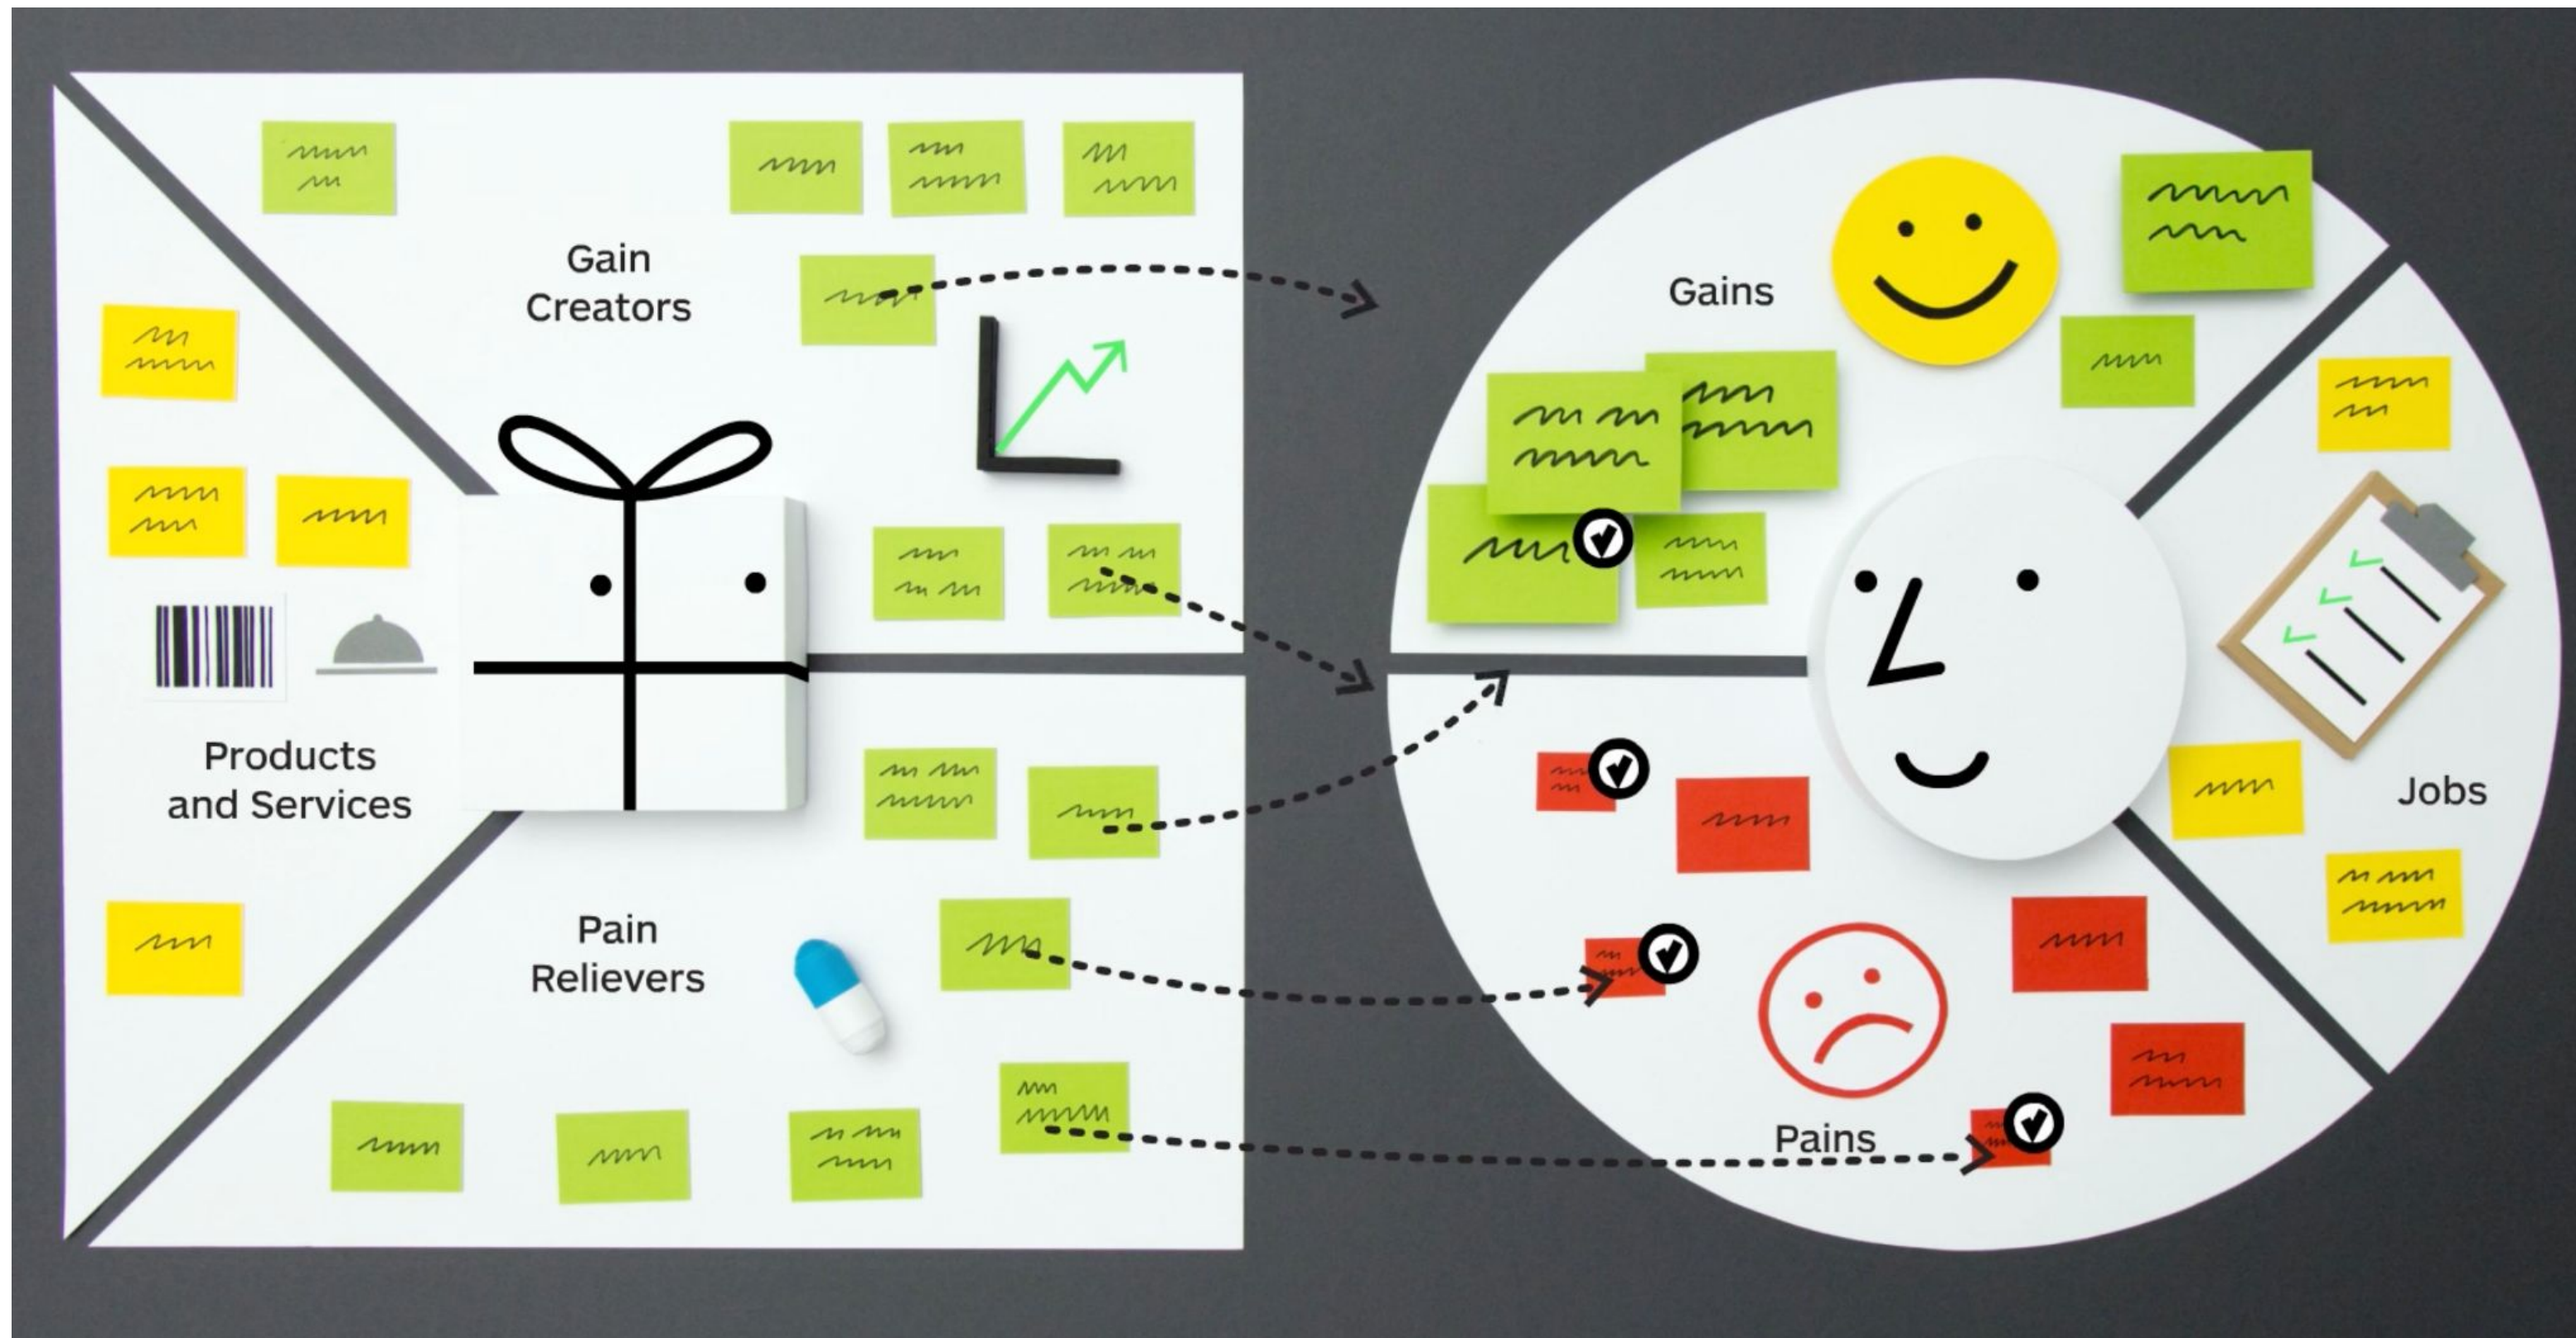 Gain
Creators
Products
and Services
Pain
Relievers
Gains
Jobs
Pains